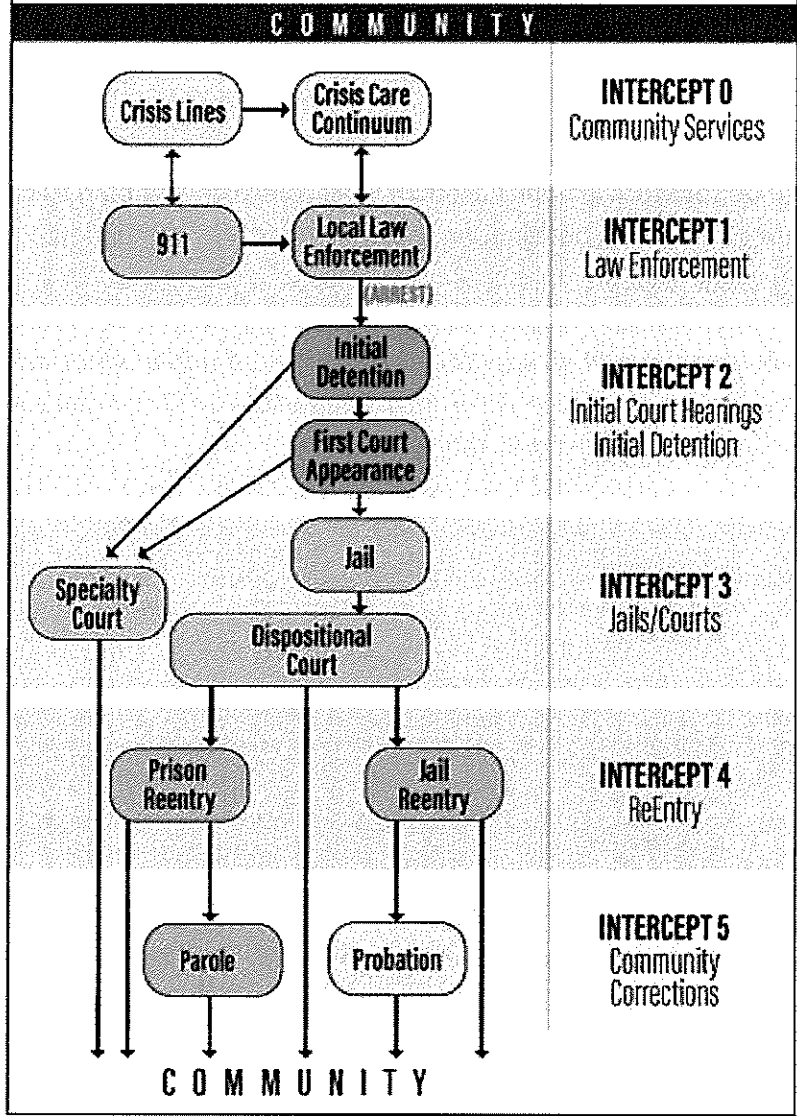 COMMUNITY
Crisis Lines
Crisis Care
Continuum
INTERCEPT 0
Community Services
911
Local Law
Enforcement
(ARREST)
INTERCEPT 1
Law Enforcement
Initial
Detention
First Court
Appearance
INTERCEPT 2
Initial Court Hearings
Initial Detention
Jail
Specialty
Court
Dispositional
Court
INTERCEPT 3
Jails/Courts
Prison
Reentry
Jail
Reentry
INTERCEPT 4
ReEntry
Parole
Probation
INTERCEPT 5
Community
Corrections
COMMUNITY